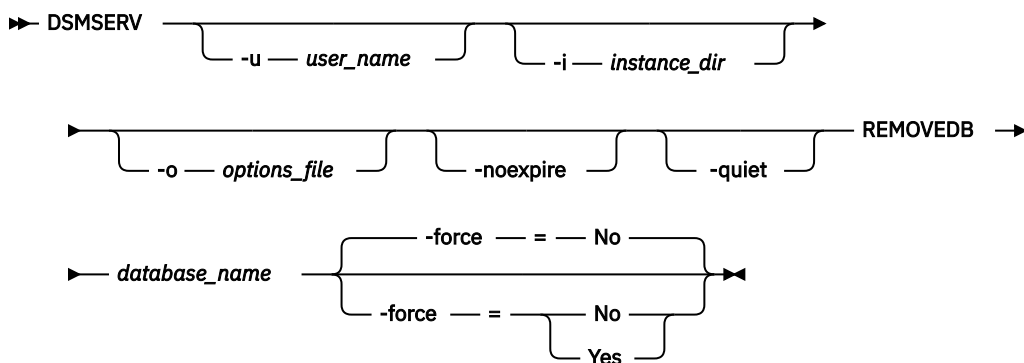 DSMSERV
-u user_name
-i instance_dir
-o options_file
-noexpire
-quiet
REMOVEDB
database_name
-force = No
-force = No
Yes